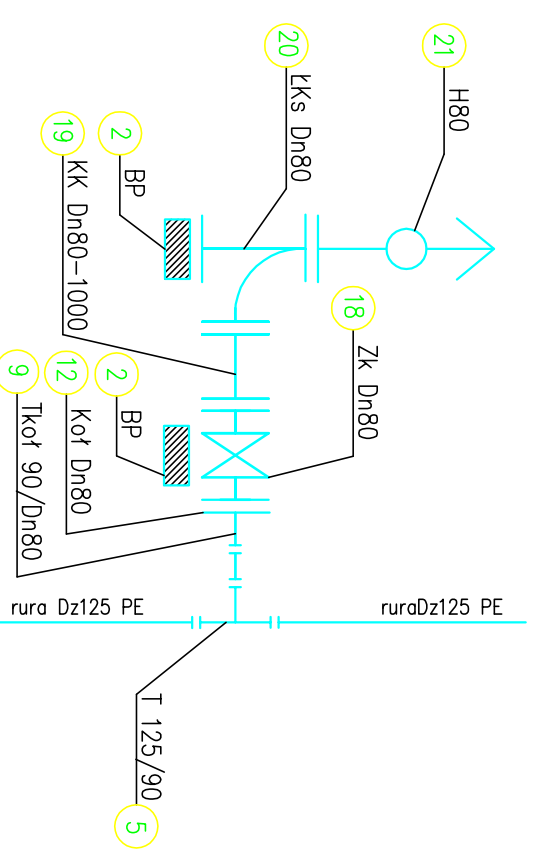 21
H80
20
ŁKs Dn80
2
BP
19
KK Dn80-1000
18
Zk Dn80
2
BP
12
Koł Dn80
9
Tkoł 90/Dn80
rura Dz125 PE
ruraDz125 PE
T 125/90
5